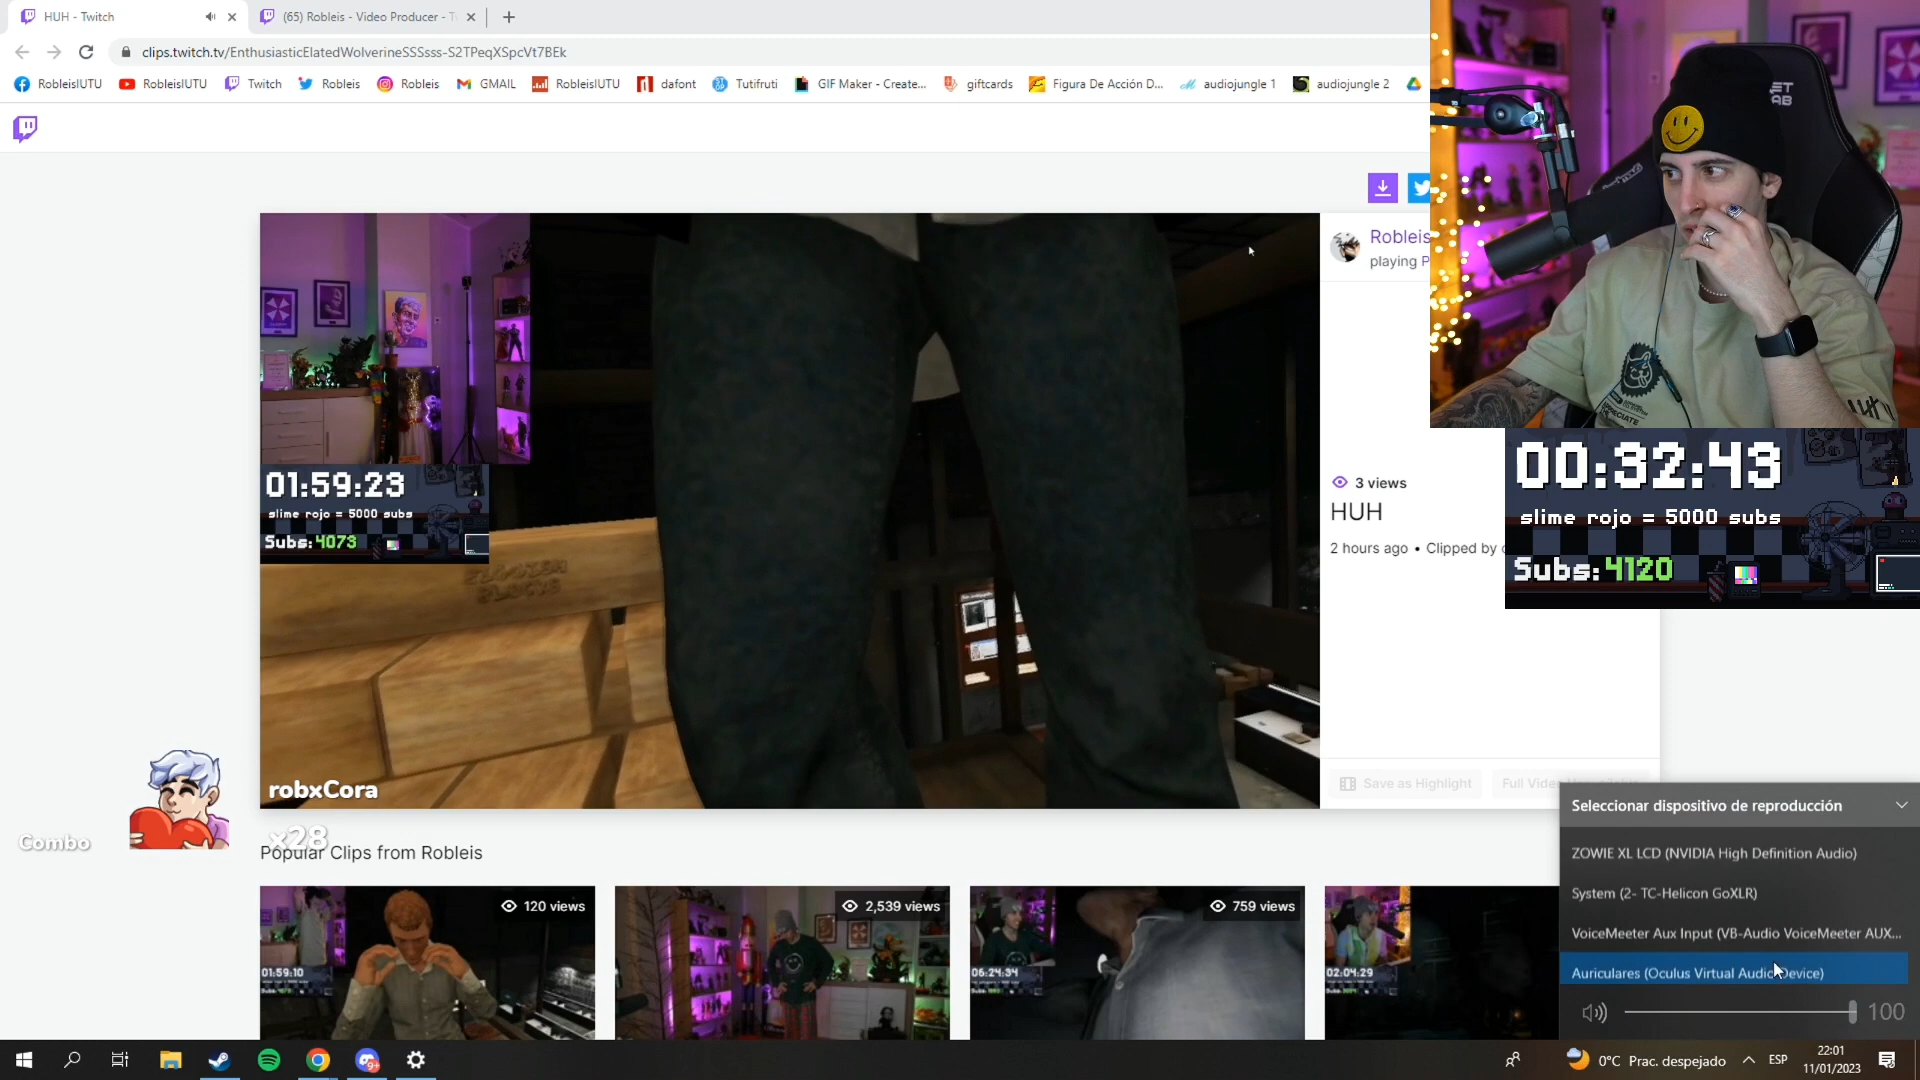 HUH - Twitch
(65) Robleis - Video Producer - T
clips.twitch.tv/EnthusiasticElatedWolverineSSSsss-S2TPeqXSpcVt7BEk
RobleisIUTU
RobleisIUTU
Twitch
Robleis
Robleis
GMAIL
RobleisIUTU
dafont
Tutifruti
GIF Maker - Create...
giftcards
Figura De Acción D...
audiojungle 1
audiojungle 2
ET
AB
Robleis
playing P
01:59:23
slime rojo = 5000 subs
Subs:4073
00:32:43
slime rojo = 5000 subs
Subs:4120
3 views
HUH
2 hours ago • Clipped by
robxCora
Save as Highlight
Full Video
Combo
x28
Popular Clips from Robleis
120 views
2,539 views
759 views
01:59:10
06:24:34
02:04:29
Seleccionar dispositivo de reproducción
ZOWIE XL LCD (NVIDIA High Definition Audio)
System (2- TC-Helicon GoXLR)
VoiceMeeter Aux Input (VB-Audio VoiceMeeter AUX...
Auriculares (Oculus Virtual Audio Device)
100
0°C Prac. despejado
ESP
22:01
11/01/2023